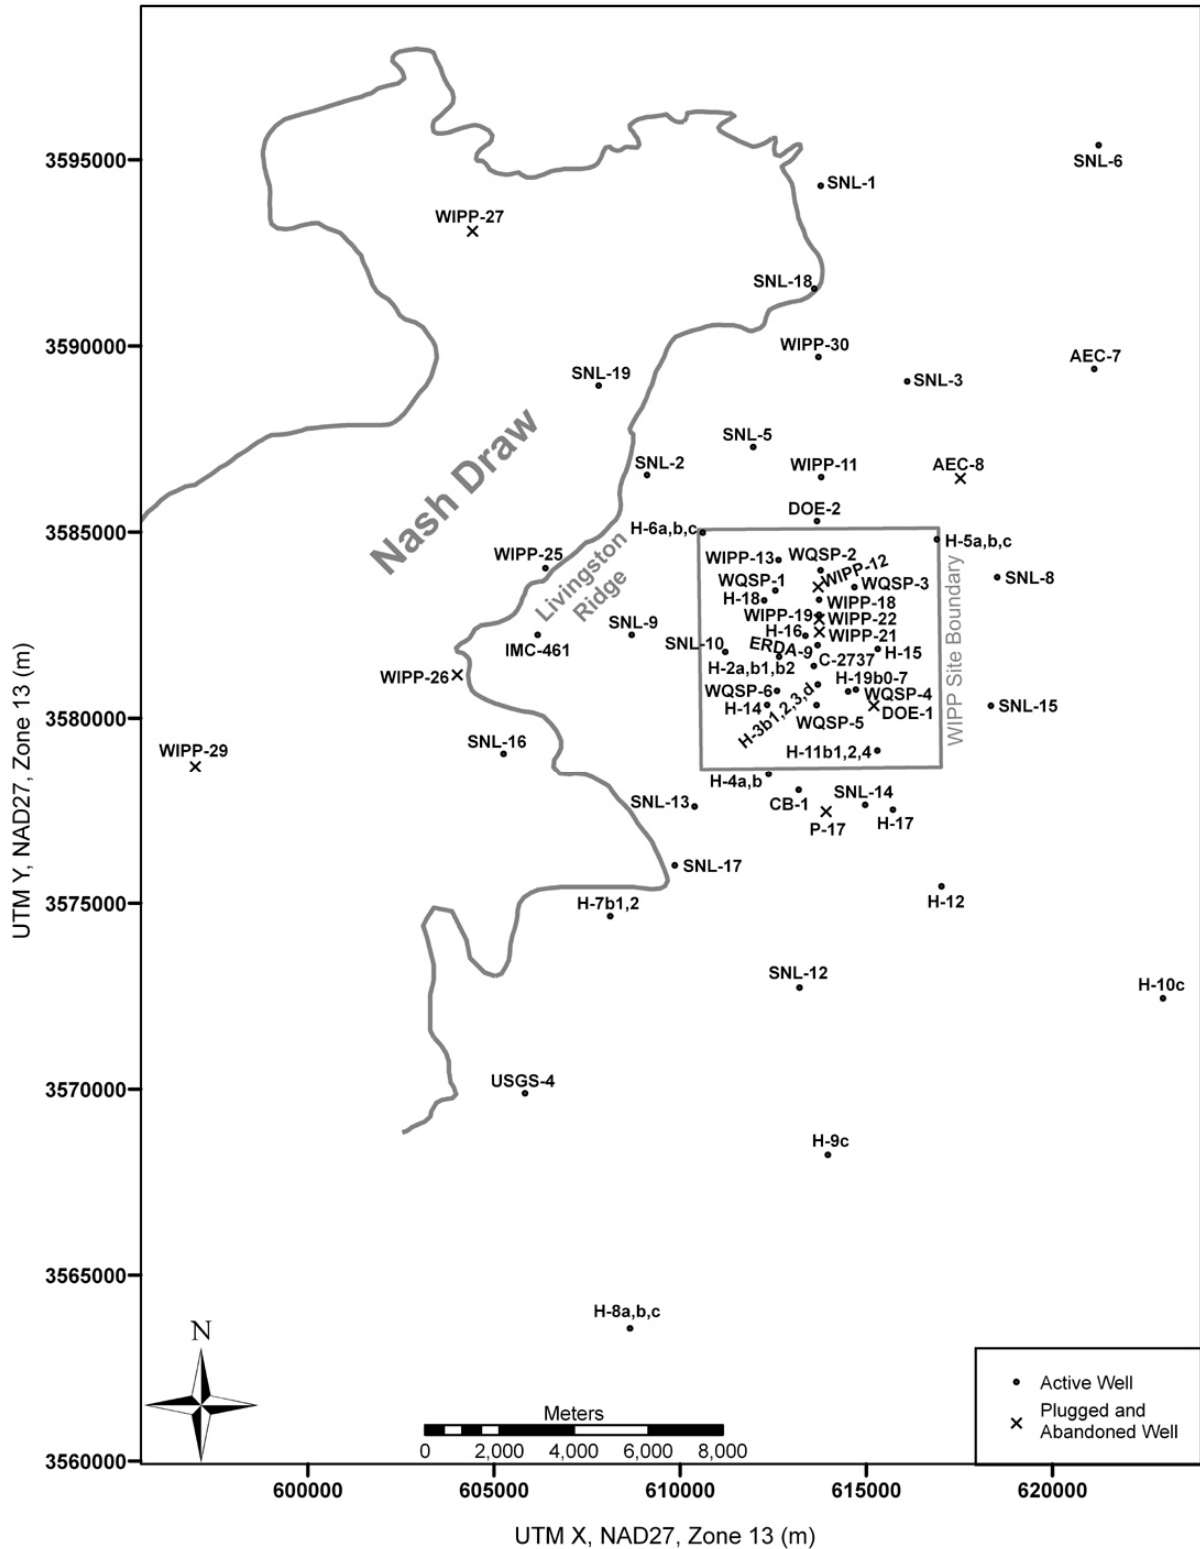 3595000
SNL-6
SNL-1
WIPP-27
SNL-18
3590000
WIPP-30
AEC-7
SNL-19
SNL-3
Nash Draw
SNL-5
SNL-2
WIPP-11
AEC-8
DOE-2
3585000
H-6a,b,c
H-5a,b,c
WIPP-25
WIPP-13
WQSP-2
WIPP-12
Livingston
Ridge
WQSP-1
WQSP-3
SNL-8
H-18
WIPP-18
WIPP-19
WIPP-22
SNL-9
H-16
WIPP-21
IMC-461
SNL-10
ERDA-9
H-15
H-2a,b1,b2
C-2737
WIPP Site Boundary
WIPP-26
H-19b0-7
WQSP-6
WQSP-4
H-14
H-3b1,2,3,d
DOE-1
SNL-15
3580000
WQSP-5
WIPP-29
SNL-16
H-11b1,2,4
H-4a,b
SNL-13
CB-1
SNL-14
P-17
H-17
SNL-17
3575000
H-7b1,2
H-12
SNL-12
H-10c
3570000
USGS-4
H-9c
3565000
H-8a,b,c
N
Meters
0 2,000 4,000 6,000 8,000
Active Well
Plugged and
Abandoned Well
3560000
600000 605000 610000 615000 620000
UTM X, NAD27, Zone 13 (m)
UTM Y, NAD27, Zone 13 (m)